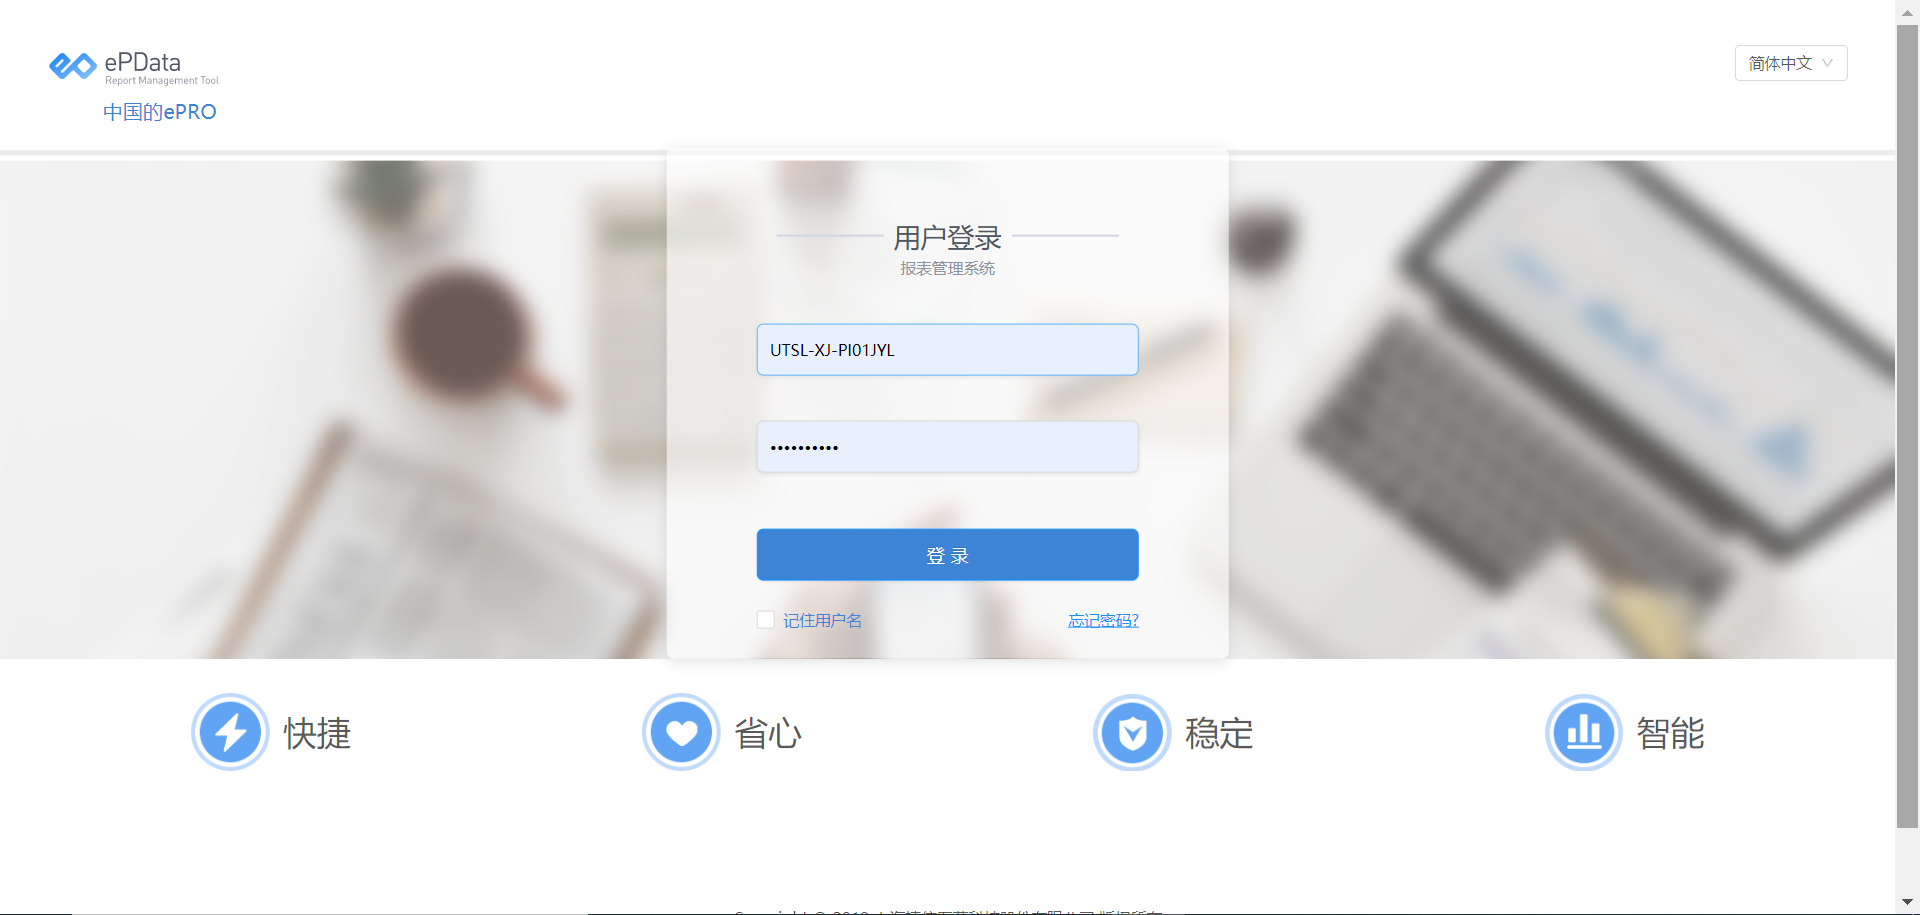 ePData
Report Management Tool
中国的ePRO
简体中文
用户登录
报表管理系统
UTSL-XJ-PI01JYL
••••••••••
登 录
记住用户名
忘记密码?
快捷
省心
稳定
智能